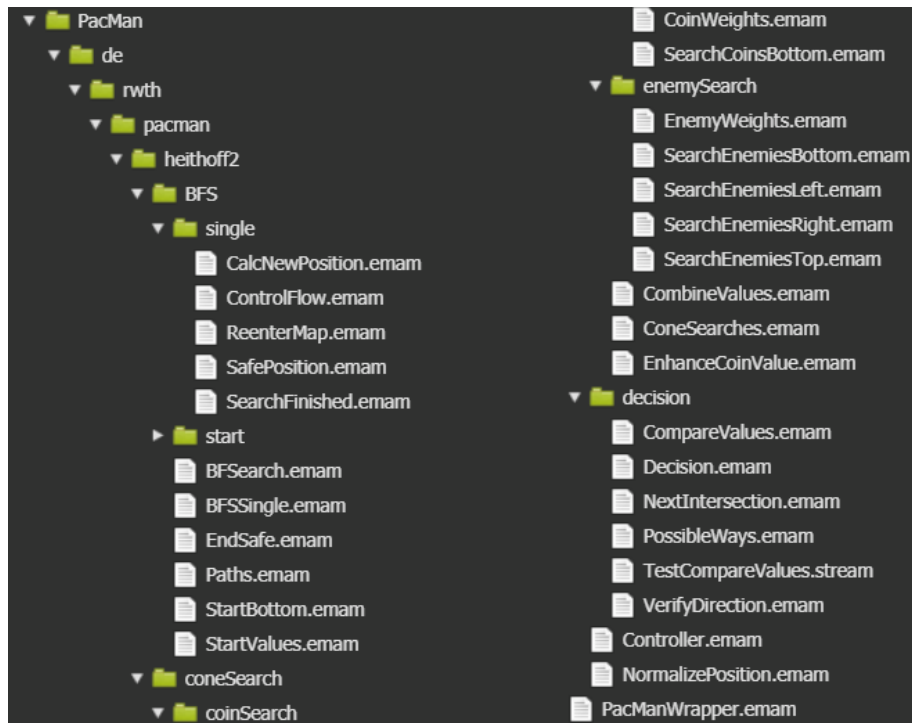 PacMan
de
rwth
pacman
heithoff2
BFS
single
CalcNewPosition.emam
ControlFlow.emam
ReenterMap.emam
SafePosition.emam
SearchFinished.emam
start
BFSearch.emam
BFSSingle.emam
EndSafe.emam
Paths.emam
StartBottom.emam
StartValues.emam
coneSearch
coinSearch
CoinWeights.emam
SearchCoinsBottom.emam
enemySearch
EnemyWeights.emam
SearchEnemiesBottom.emam
SearchEnemiesLeft.emam
SearchEnemiesRight.emam
SearchEnemiesTop.emam
CombineValues.emam
ConeSearches.emam
EnhanceCoinValue.emam
decision
CompareValues.emam
Decision.emam
NextIntersection.emam
PossibleWays.emam
TestCompareValues.stream
VerifyDirection.emam
Controller.emam
NormalizePosition.emam
PacManWrapper.emam